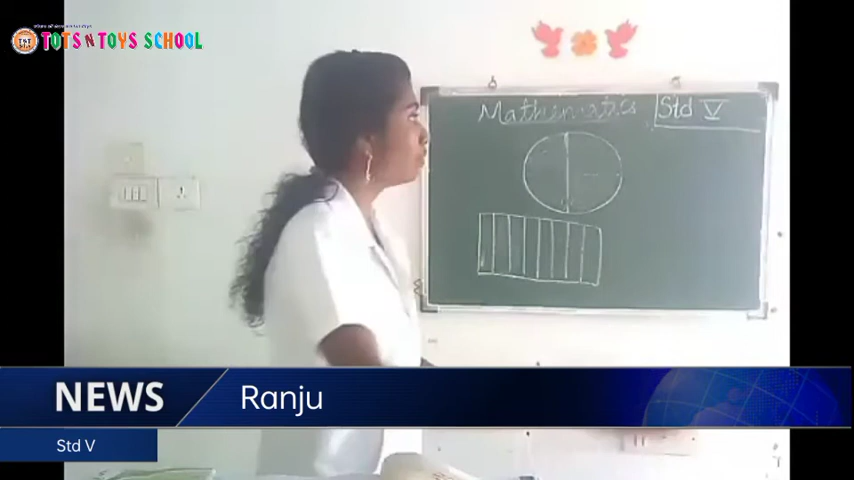 TOTS N TOYS SCHOOL
Mathematics
Std V
NEWS
Ranju
Std V